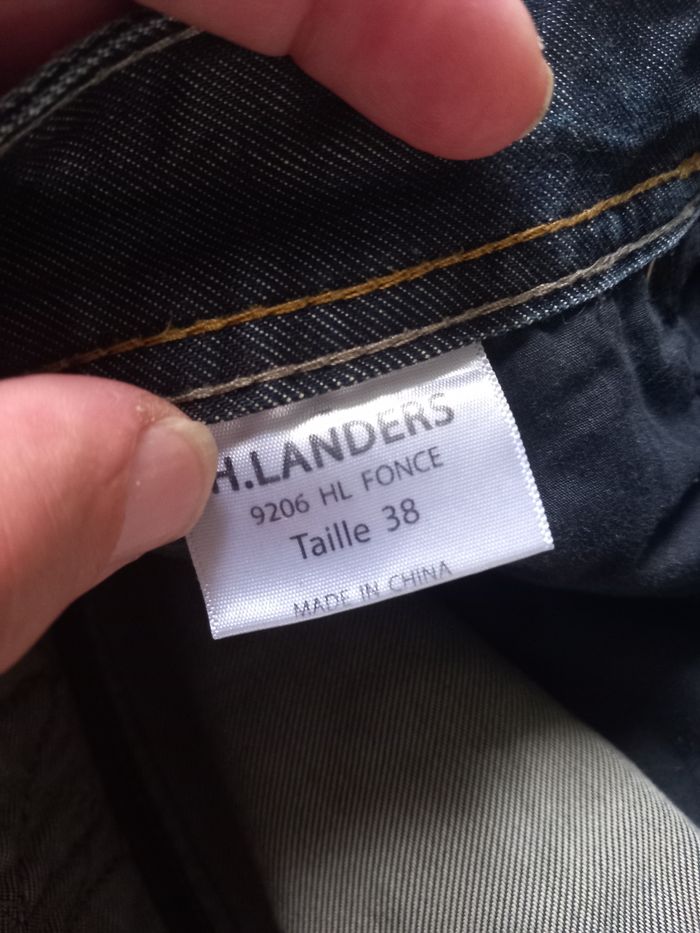 H.LANDERS
9206 HL FONCE
Taille 38
MADE IN CHINA